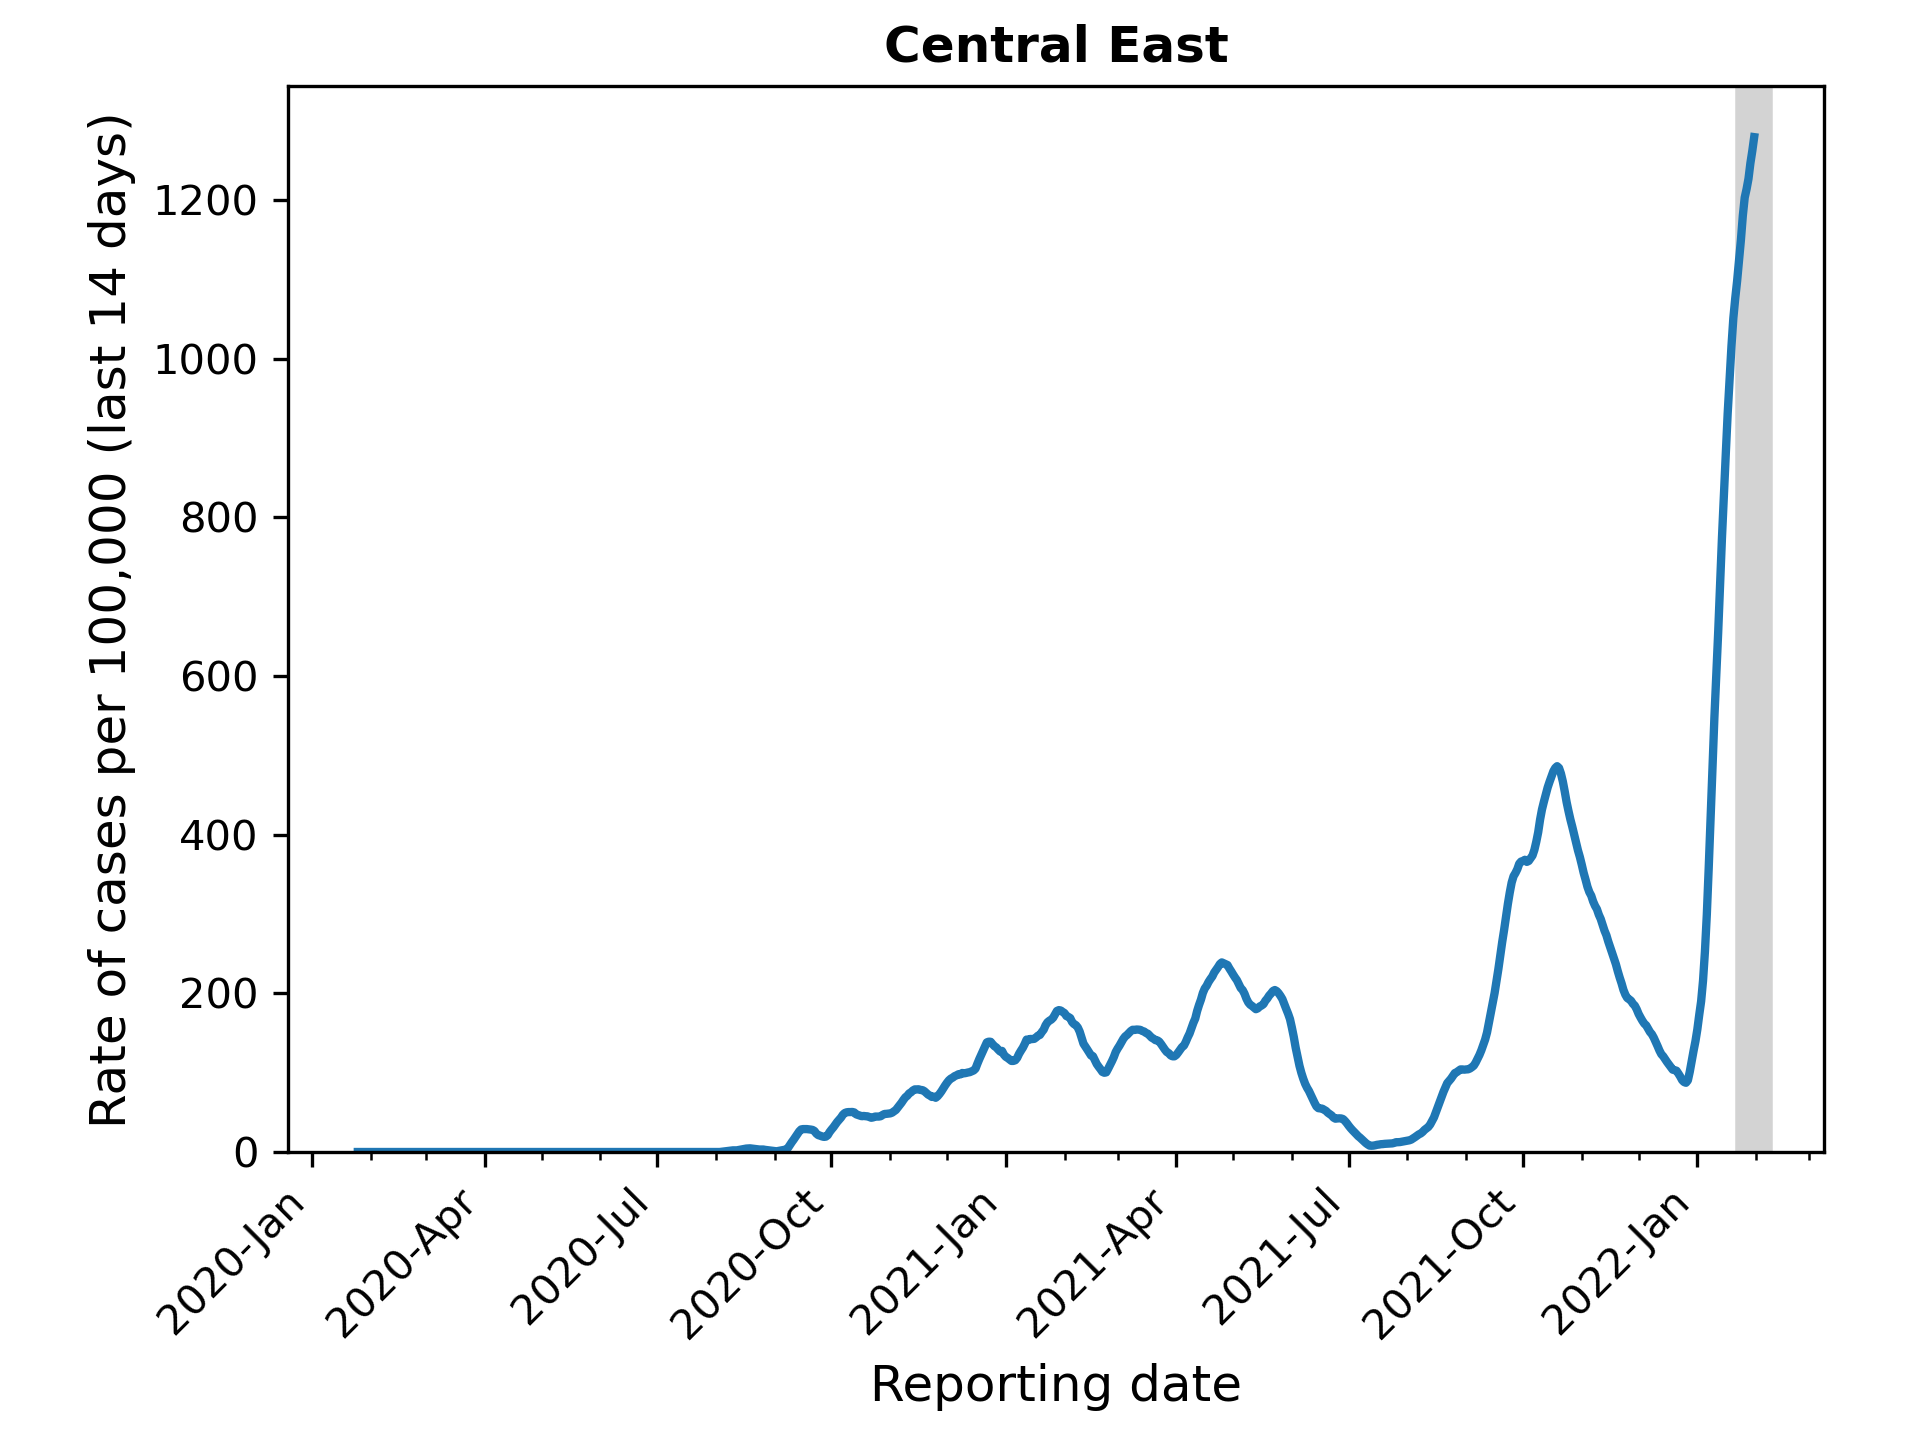 Central East
Rate of cases per 100,000 (last 14 days)
1200
1000
800
600
400
200
0
2020-Jan
2020-Apr
2020-Jul
2020-Oct
2021-Jan
2021-Apr
2021-Jul
2021-Oct
2022-Jan
Reporting date